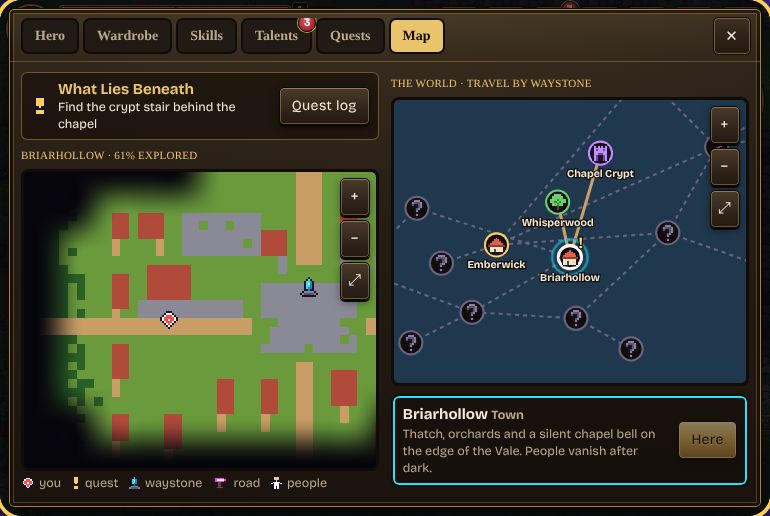 Hero
Wardrobe
Skills
Talents
3
Quests
Map
×
What Lies Beneath
Find the crypt stair behind the
chapel
Quest log
BRIARHOLLOW · 61% EXPLORED
+
−
THE WORLD · TRAVEL BY WAYSTONE
+
−
Chapel Crypt
?
Whisperwood
?
!
Emberwick
?
Briarhollow
?
?
?
?
you
! quest
waystone
road
people
Briarhollow Town
Thatch, orchards and a silent chapel bell on
the edge of the Vale. People vanish after
dark.
Here